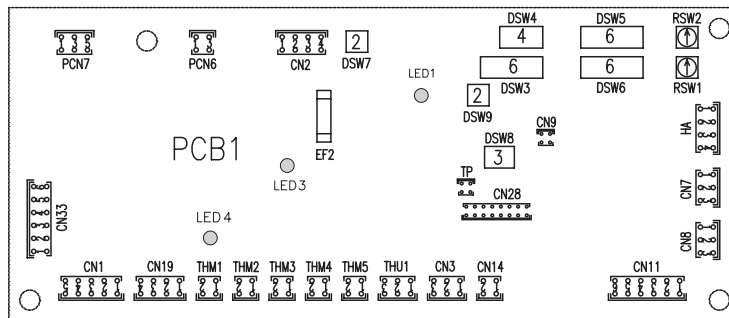 DSW4 DSW5 RSW2
2 4 6
PCN7 PCN6 CN2 DSW7
LED1 6 6
DSW3 DSW6 RSW1
2
DSW9 CN9 HA
PCB1 EF2 DSW8
3
LED3 TP CN7
CN28
CN33 LED4 CN8
CN1 CN19 THM1 THM2 THM3 THM4 THM5 THU1 CN3 CN14 CN11